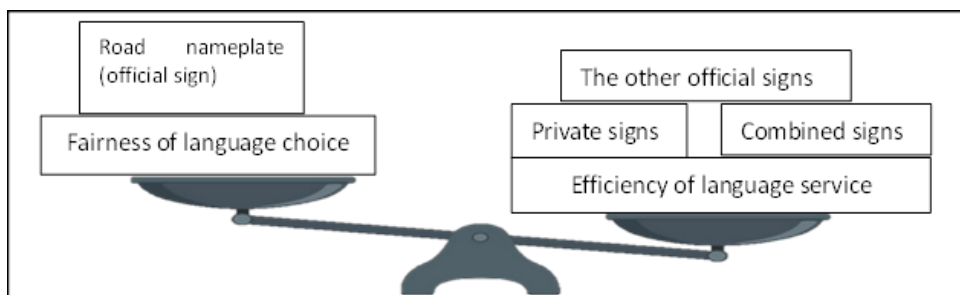 Road nameplate
(official sign)
Fairness of language choice
The other official signs
Private signs
Combined signs
Efficiency of language service